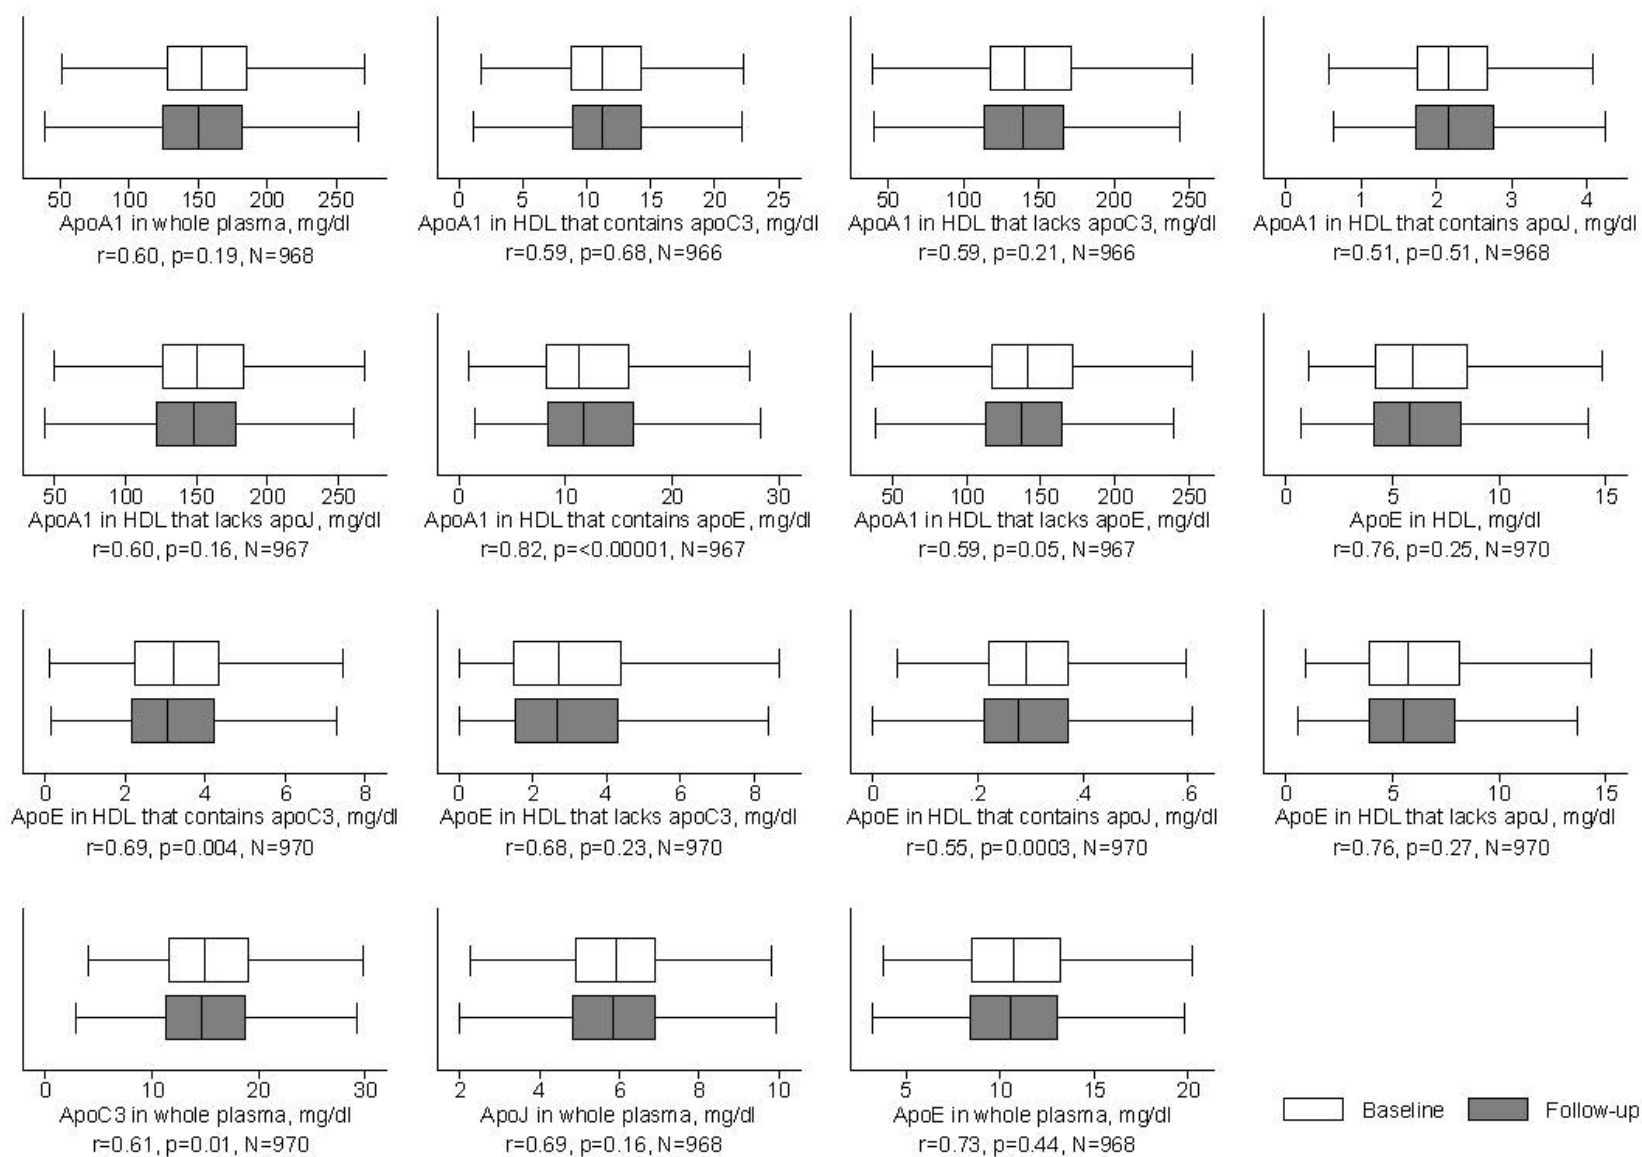 50 100 150 200 250
ApoA1 in whole plasma, mg/dl
r=0.60, p=0.19, N=968
0 5 10 15 20 25
ApoA1 in HDL that contains apoC3, mg/dl
r=0.59, p=0.68, N=966
50 100 150 200 250
ApoA1 in HDL that lacks apoC3, mg/dl
r=0.59, p=0.21, N=966
0 1 2 3 4
ApoA1 in HDL that contains apoJ, mg/dl
r=0.51, p=0.51, N=968
50 100 150 200 250
ApoA1 in HDL that lacks apoJ, mg/dl
r=0.60, p=0.16, N=967
0 10 20 30
ApoA1 in HDL that contains apoE, mg/dl
r=0.82, p=<0.00001, N=967
50 100 150 200 250
ApoA1 in HDL that lacks apoE, mg/dl
r=0.59, p=0.05, N=967
0 5 10 15
ApoE in HDL, mg/dl
r=0.76, p=0.25, N=970
0 2 4 6 8
ApoE in HDL that contains apoC3, mg/dl
r=0.69, p=0.004, N=970
0 2 4 6 8
ApoE in HDL that lacks apoC3, mg/dl
r=0.68, p=0.23, N=970
0 .2 .4 .6
ApoE in HDL that contains apoJ, mg/dl
r=0.55, p=0.0003, N=970
0 5 10 15
ApoE in HDL that lacks apoJ, mg/dl
r=0.76, p=0.27, N=970
0 10 20 30
ApoC3 in whole plasma, mg/dl
r=0.61, p=0.01, N=970
2 4 6 8 10
ApoJ in whole plasma, mg/dl
r=0.69, p=0.16, N=968
5 10 15 20
ApoE in whole plasma, mg/dl
r=0.73, p=0.44, N=968
Baseline Follow-up